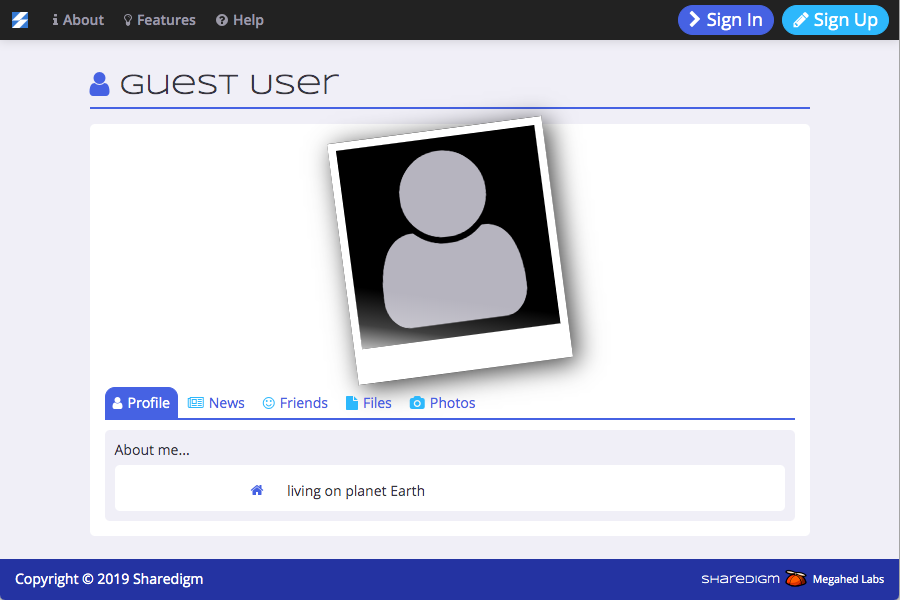 About Features Help Sign In Sign Up
Guest User
Profile News Friends Files Photos
About me...
living on planet Earth
Copyright © 2019 Sharedigm SHAREDIGM Megahed Labs